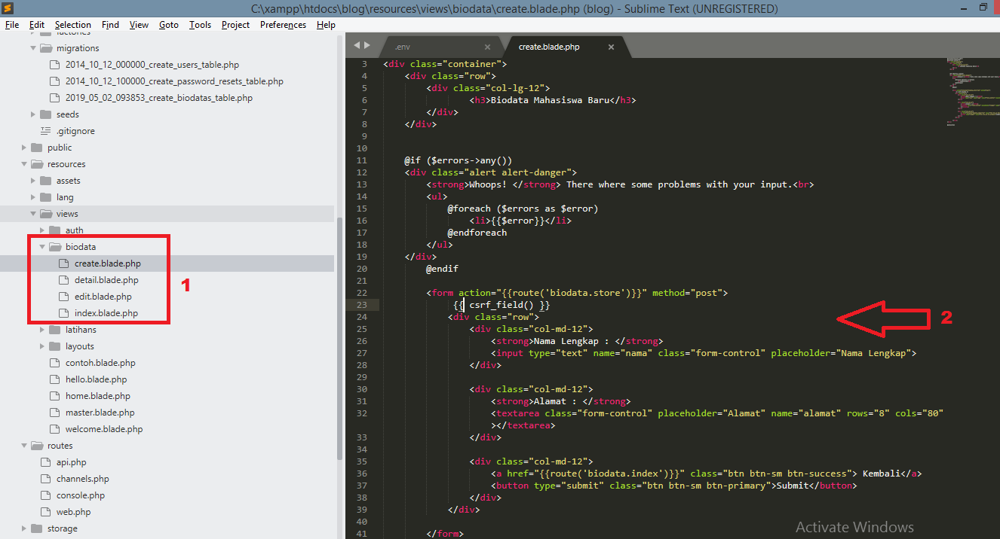 C:\xampp\htdocs\blog\resources\views\biodata\create.blade.php (blog) - Sublime Text (UNREGISTERED)
File Edit Selection Find View Goto Tools Project Preferences Help
factories
migrations
2014_10_12_000000_create_users_table.php
2014_10_12_100000_create_password_resets_table.php
2019_05_02_093853_create_biodatas_table.php
seeds
.gitignore
public
resources
assets
lang
views
auth
biodata
create.blade.php
detail.blade.php
edit.blade.php
index.blade.php
1
latihans
layouts
contoh.blade.php
hello.blade.php
home.blade.php
master.blade.php
welcome.blade.php
routes
api.php
channels.php
console.php
web.php
storage
.env × create.blade.php ×
3 <div class="container">
4 <div class="row">
5 <div class="col-lg-12">
6 <h3>Biodata Mahasiswa Baru</h3>
7 </div>
8 </div>
9
10
11 @if ($errors->any())
12 <div class="alert alert-danger">
13 <strong>Whoops! </strong> There where some problems with your input.<br>
14 <ul>
15 @foreach ($errors as $error)
16 <li>{{$error}}</li>
17 @endforeach
18 </ul>
19 </div>
20 @endif
21
22 <form action="{{route('biodata.store')}}" method="post">
23 {{ csrf_field() }}
24 <div class="row">
2
25 <div class="col-md-12">
26 <strong>Nama Lengkap : </strong>
27 <input type="text" name="nama" class="form-control" placeholder="Nama Lengkap">
28 </div>
29
30 <div class="col-md-12">
31 <strong>Alamat : </strong>
32 <textarea class="form-control" placeholder="Alamat" name="alamat" rows="8" cols="80"
></textarea>
33 </div>
34
35 <div class="col-md-12">
36 <a href="{{route('biodata.index')}}" class="btn btn-sm btn-success"> Kembali</a>
37 <button type="submit" class="btn btn-sm btn-primary">Submit</button>
38 </div>
39 </div>
40
41 </form>
Activate Windows